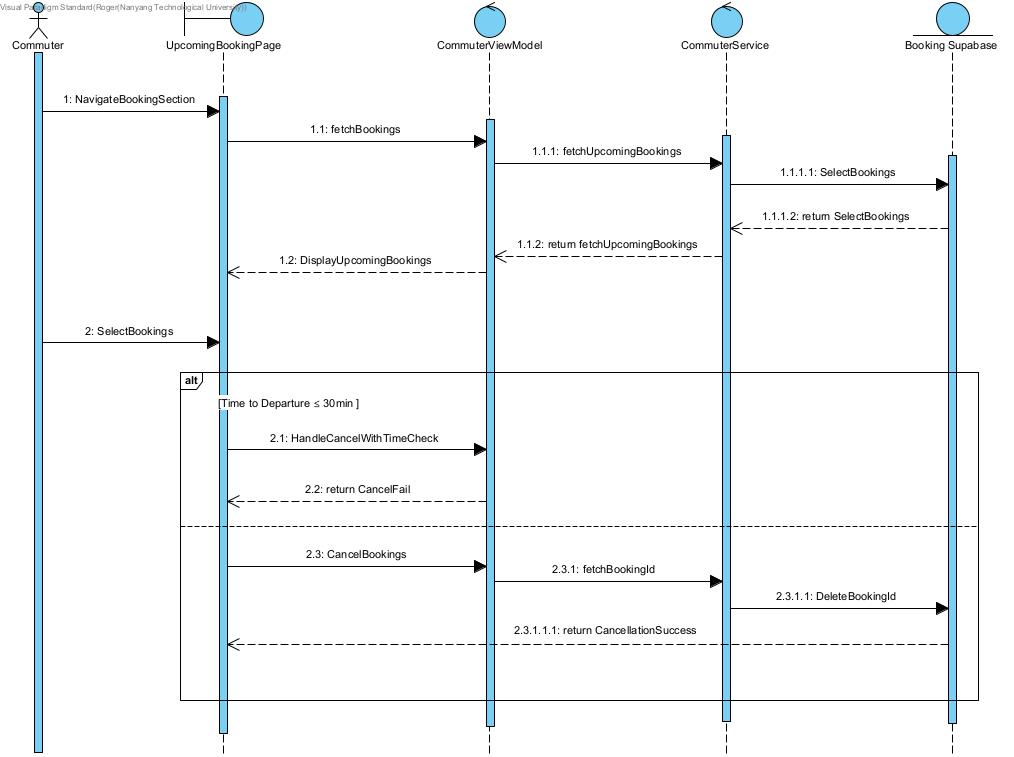 Visual Paradigm Standard(Roger(Nanyang Technological University))
Commuter
UpcomingBookingPage
CommuterViewModel
CommuterService
Booking Supabase
1: NavigateBookingSection
1.1: fetchBookings
1.1.1: fetchUpcomingBookings
1.1.1.1: SelectBookings
1.1.1.2: return SelectBookings
1.1.2: return fetchUpcomingBookings
1.2: DisplayUpcomingBookings
2: SelectBookings
alt
[Time to Departure ≤ 30min ]
2.1: HandleCancelWithTimeCheck
2.2: return CancelFail
2.3: CancelBookings
2.3.1: fetchBookingId
2.3.1.1: DeleteBookingId
2.3.1.1.1: return CancellationSuccess